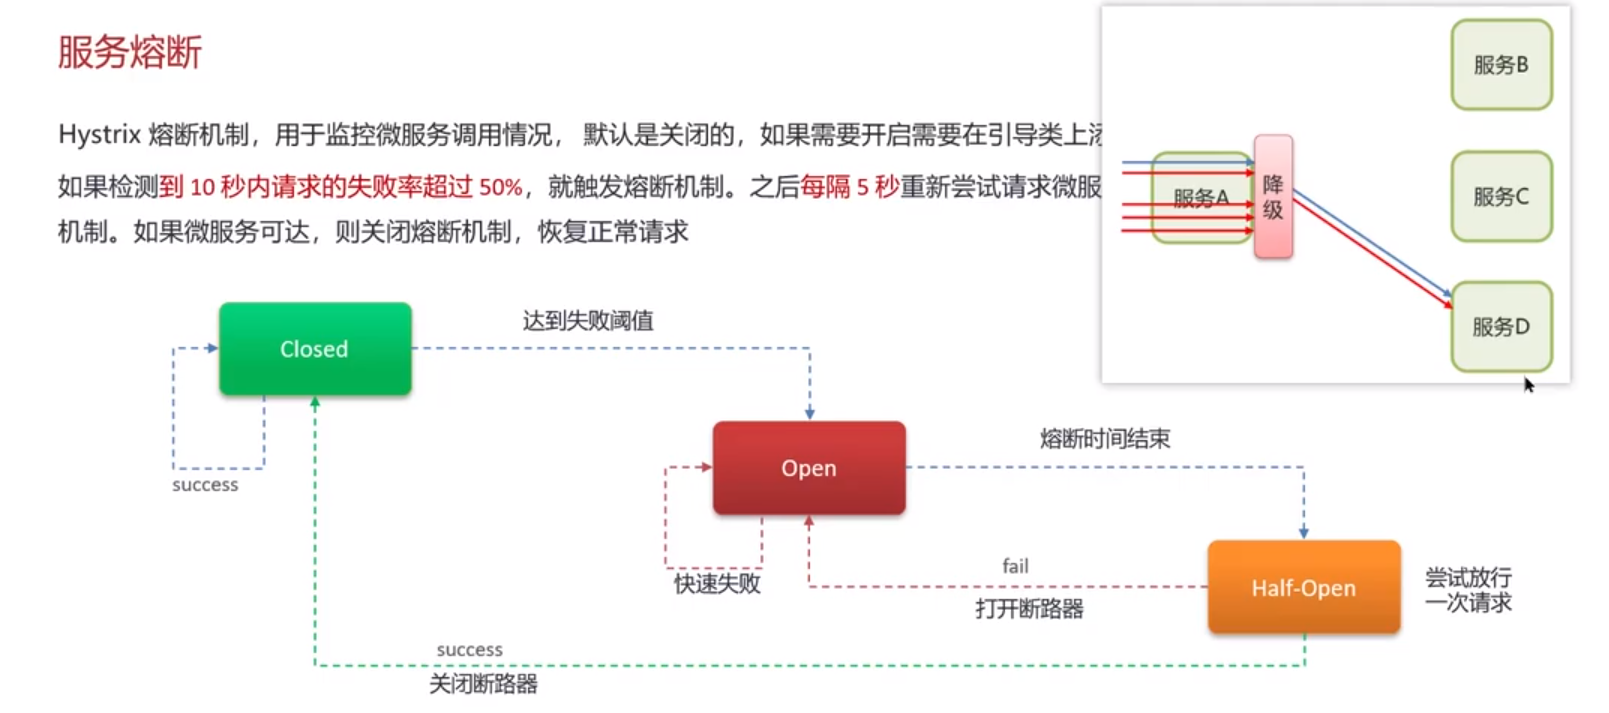 服务熔断
Hystrix 熔断机制，用于监控微服务调用情况， 默认是关闭的，如果需要开启需要在引导类上
如果检测到 10 秒内请求的失败率超过 50%，就触发熔断机制。之后每隔 5 秒重新尝试请求微服
机制。如果微服务可达，则关闭熔断机制，恢复正常请求
服务B
服务A
降
级
服务C
服务D
Closed
达到失败阈值
success
Open
熔断时间结束
快速失败
fail
打开断路器
Half-Open
尝试放行
一次请求
success
关闭断路器